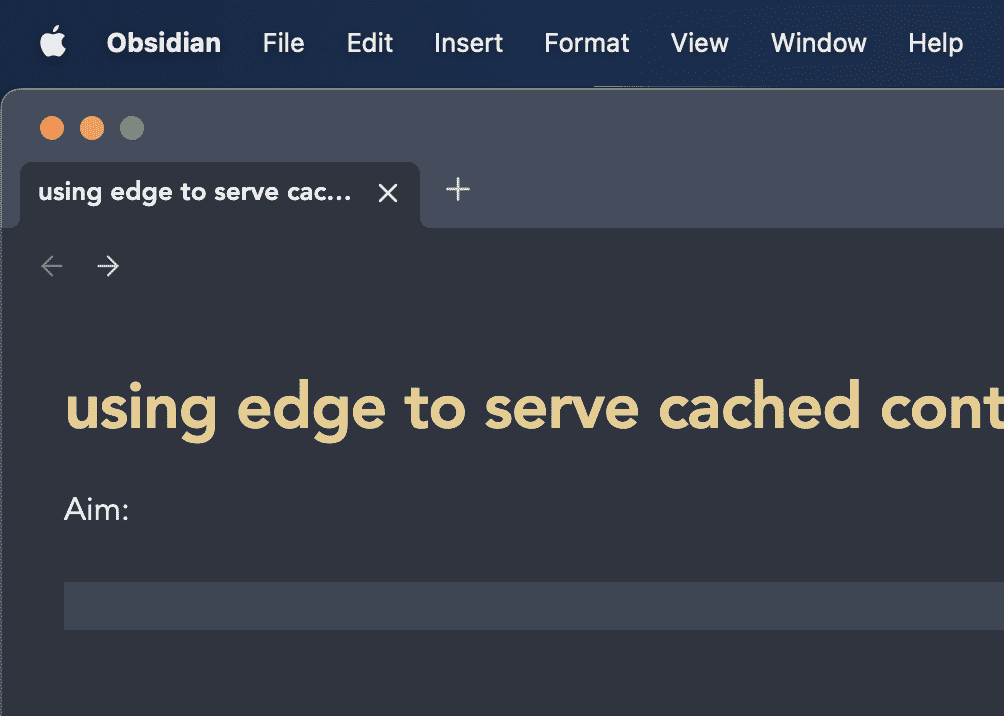 Obsidian File Edit Insert Format View Window Help
using edge to serve cac...
using edge to serve cached cont
Aim: